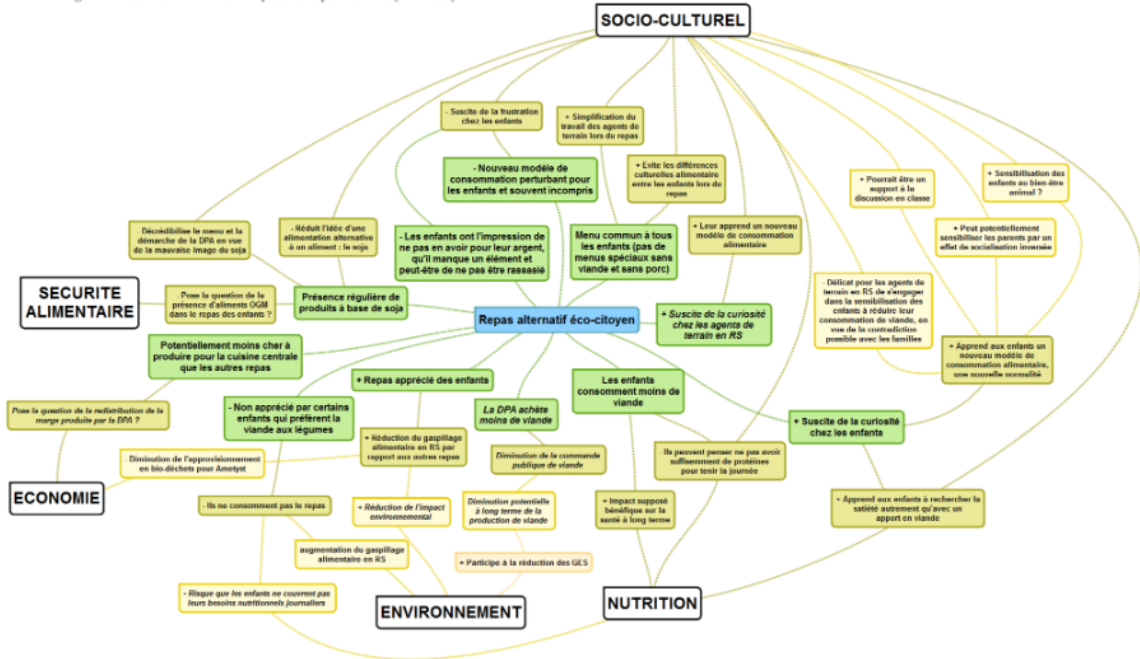 SOCIO-CULTUREL
- Suscite de la frustration
chez les enfants
+ Simplification du
travail des agents de
terrain lors du repas
- Nouveau modèle de
consommation perturbant pour
les enfants et souvent incompris
+ Evite les différences
culturelles alimentaire
entre les enfants lors de
repas
+ Pourrait être un
support à la
discussion en classe
+ Sensibilisation des
enfants au bien être
animal ?
- Décrédibilise le menu et la
démarche de la DPA en vue
de la mauvaise image du soja
- Réduit l'idée d'une
alimentation alternative
à un aliment : le soja
- Les enfants ont l'impression de
ne pas en avoir pour leur argent,
qu'il manque un élément et
peut-être de ne pas être rassasié
Menu commun à tous
les enfants (pas de
menus spéciaux sans
viande et sans porc)
+ Leur apprend un nouveau
modèle de consommation
alimentaire
+ Peut potentiellement
sensibiliser les parents par un
effet de socialisation inversée
SECURITE
ALIMENTAIRE
- Pose la question de la
présence d'aliments OGM
dans le repas des enfants ?
Présence régulière de
produits à base de soja
Repas alternatif éco-citoyen
+ Suscite de la curiosité
chez les agents de
terrain en RS
- Délicat pour les agents de
terrain en RS de s'engager
dans la sensibilisation des
enfants à réduire leur
consommation de viande, en
vue de la contradiction
possible avec les familles
+ Apprend aux enfants un
nouveau modèle de
consommation alimentaire,
une nouvelle normalité
Potentiellement moins cher à
produire pour la cuisine centrale
que les autres repas
+ Repas apprécié des enfants
Les enfants
consomment moins de
viande
Pose la question de la redistribution de la
marge produite par la DPA ?
- Non apprécié par certains
enfants qui préfèrent la
viande aux légumes
La DPA achète
moins de viande
+ Suscite de la curiosité
chez les enfants
+ Réduction du gaspillage
alimentaire en RS par
rapport aux autres repas
Diminution de la commande
publique de viande
- Ils peuvent penser ne pas avoir
suffisemment de protéines
pour tenir la journée
- Diminution de l'approvisionnement
en bio-déchets pour Ametyst
ECONOMIE
- Ils ne consomment pas le repas
+ Réduction de l'impact
environnemental
Diminution potentielle
à long terme de la
production de viande
+ Impact supposé
bénéfique sur la
santé à long terme
+ Apprend aux enfants à rechercher la
satiété autrement qu'avec un
apport en viande
augmentation du gaspillage
alimentaire en RS
+ Participe à la réduction des GES
- Risque que les enfants ne couvrent pas
leurs besoins nutritionnels journaliers
ENVIRONNEMENT
NUTRITION